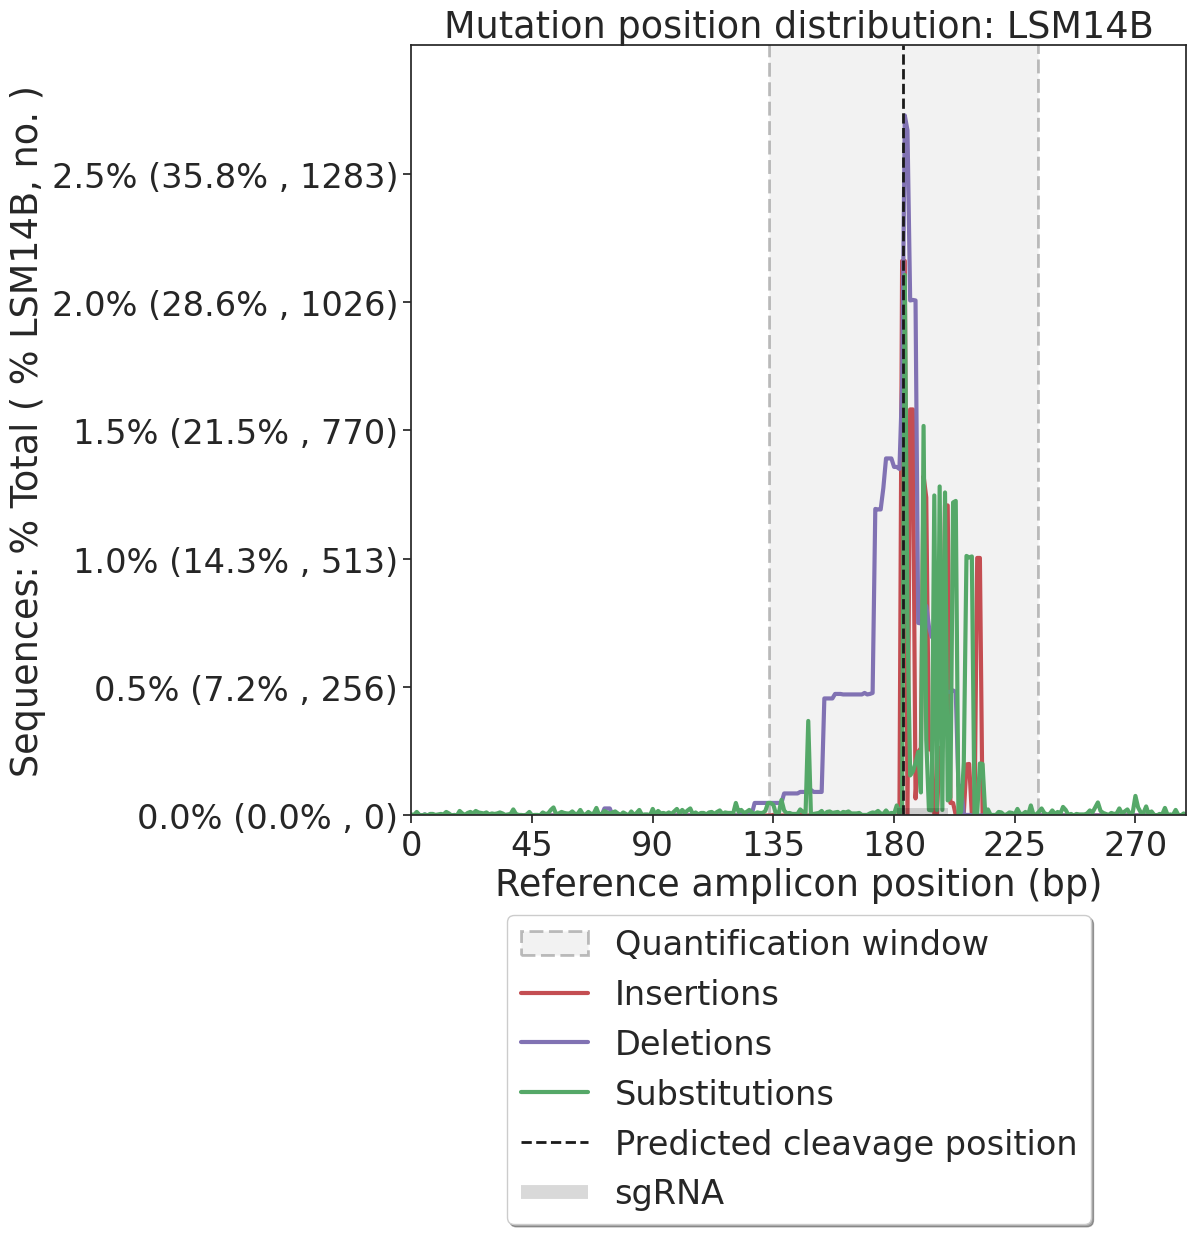 Mutation position distribution: LSM14B
Sequences: % Total ( % LSM14B, no. )
2.5% (35.8% , 1283)
2.0% (28.6% , 1026)
1.5% (21.5% , 770)
1.0% (14.3% , 513)
0.5% (7.2% , 256)
0.0% (0.0% , 0)
0 45 90 135 180 225 270
Reference amplicon position (bp)
Quantification window
Insertions
Deletions
Substitutions
Predicted cleavage position
sgRNA